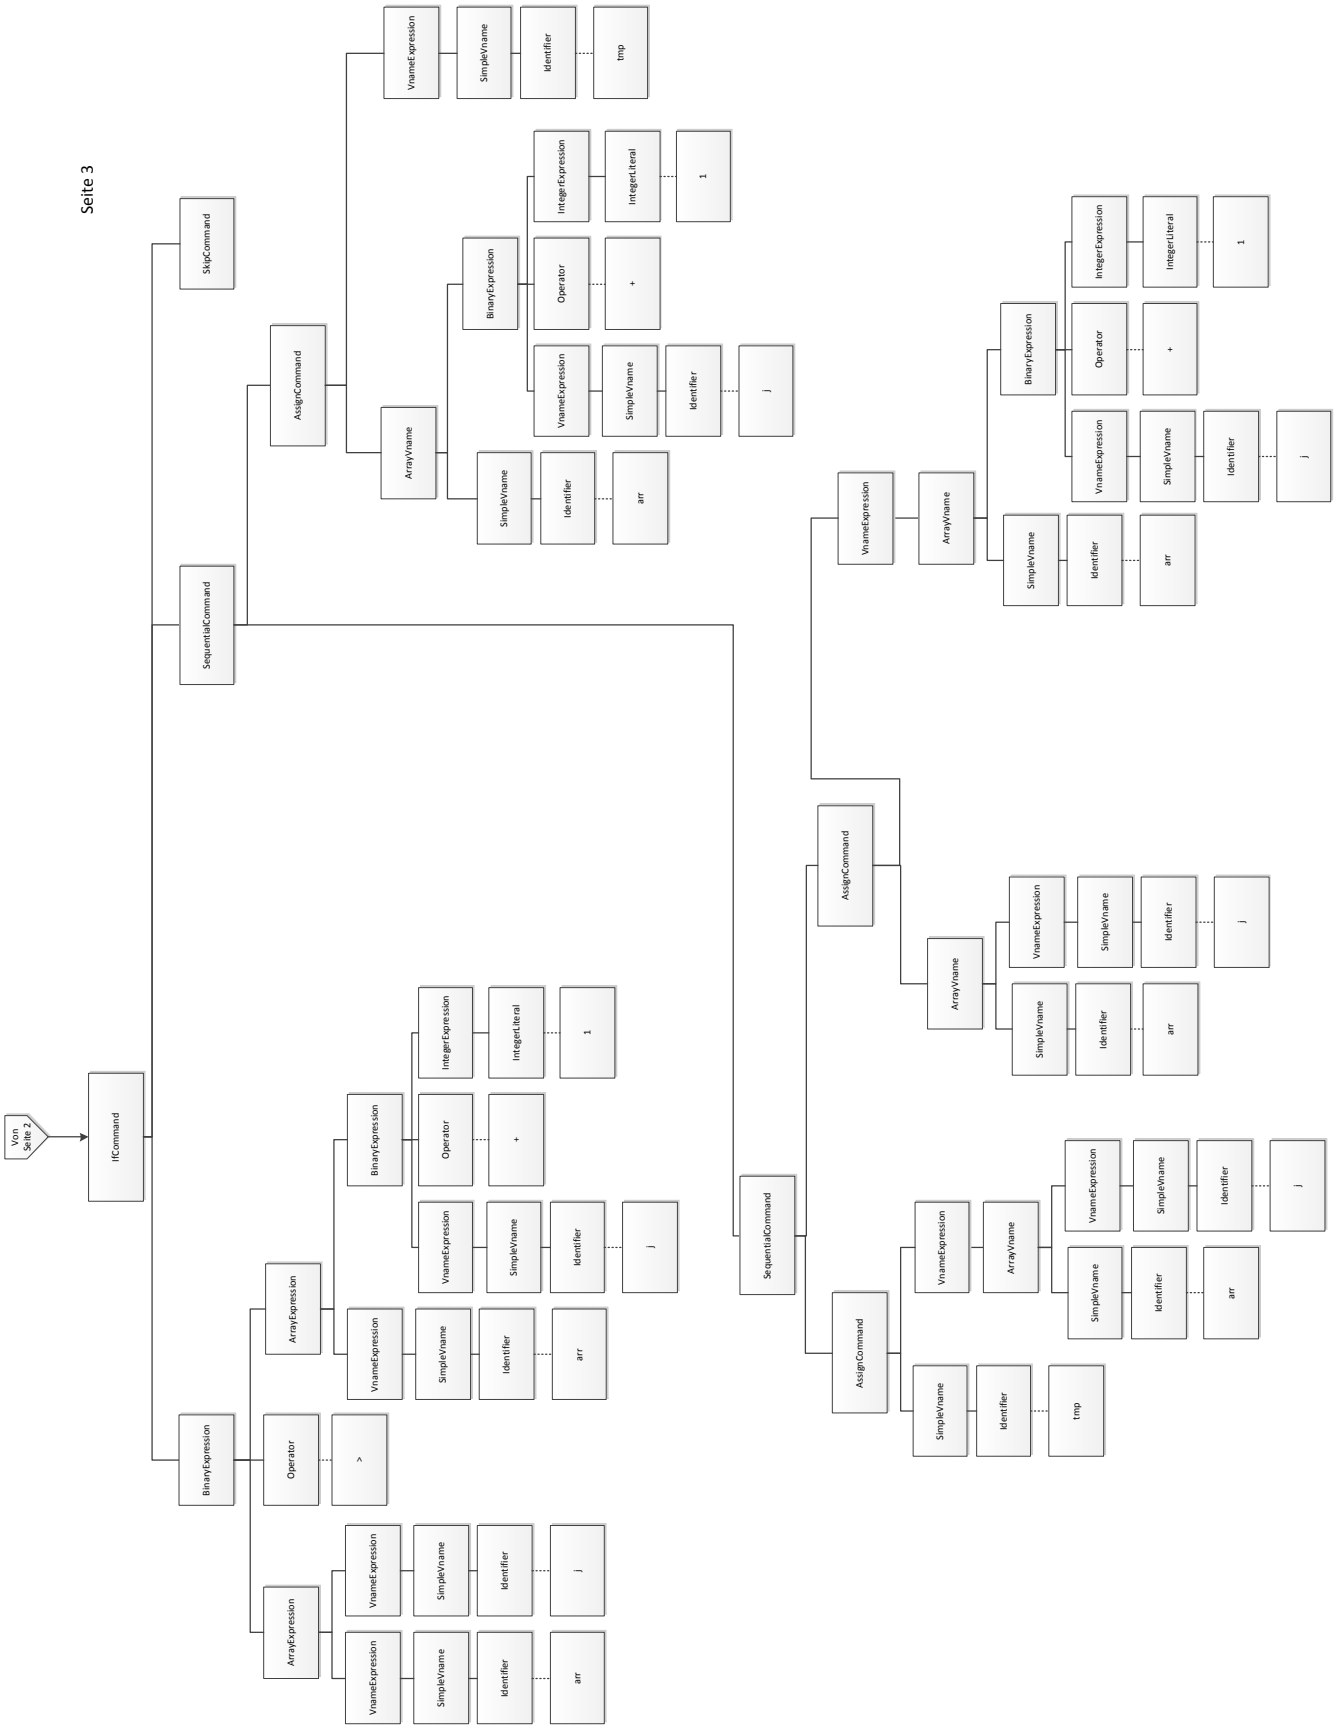 Von
Seite 2
Seite 3
IfCommand
BinaryExpression
SequentialCommand
SkipCommand
ArrayExpression
Operator
ArrayExpression
AssignCommand
VnameExpression
VnameExpression
>
VnameExpression
BinaryExpression
ArrayVname
VnameExpression
SimpleVname
SimpleVname
SimpleVname
VnameExpression
Operator
IntegerExpression
SimpleVname
BinaryExpression
SimpleVname
Identifier
Identifier
Identifier
SimpleVname
+
IntegerLiteral
Identifier
VnameExpression
Operator
IntegerExpression
Identifier
arr
j
arr
Identifier
1
arr
SimpleVname
+
IntegerLiteral
tmp
j
Identifier
1
SequentialCommand
j
AssignCommand
AssignCommand
VnameExpression
SimpleVname
VnameExpression
ArrayVname
ArrayVname
Identifier
ArrayVname
SimpleVname
VnameExpression
SimpleVname
BinaryExpression
tmp
SimpleVname
VnameExpression
Identifier
SimpleVname
Identifier
VnameExpression
Operator
IntegerExpression
Identifier
SimpleVname
arr
Identifier
arr
SimpleVname
+
IntegerLiteral
arr
Identifier
j
Identifier
1
j
j